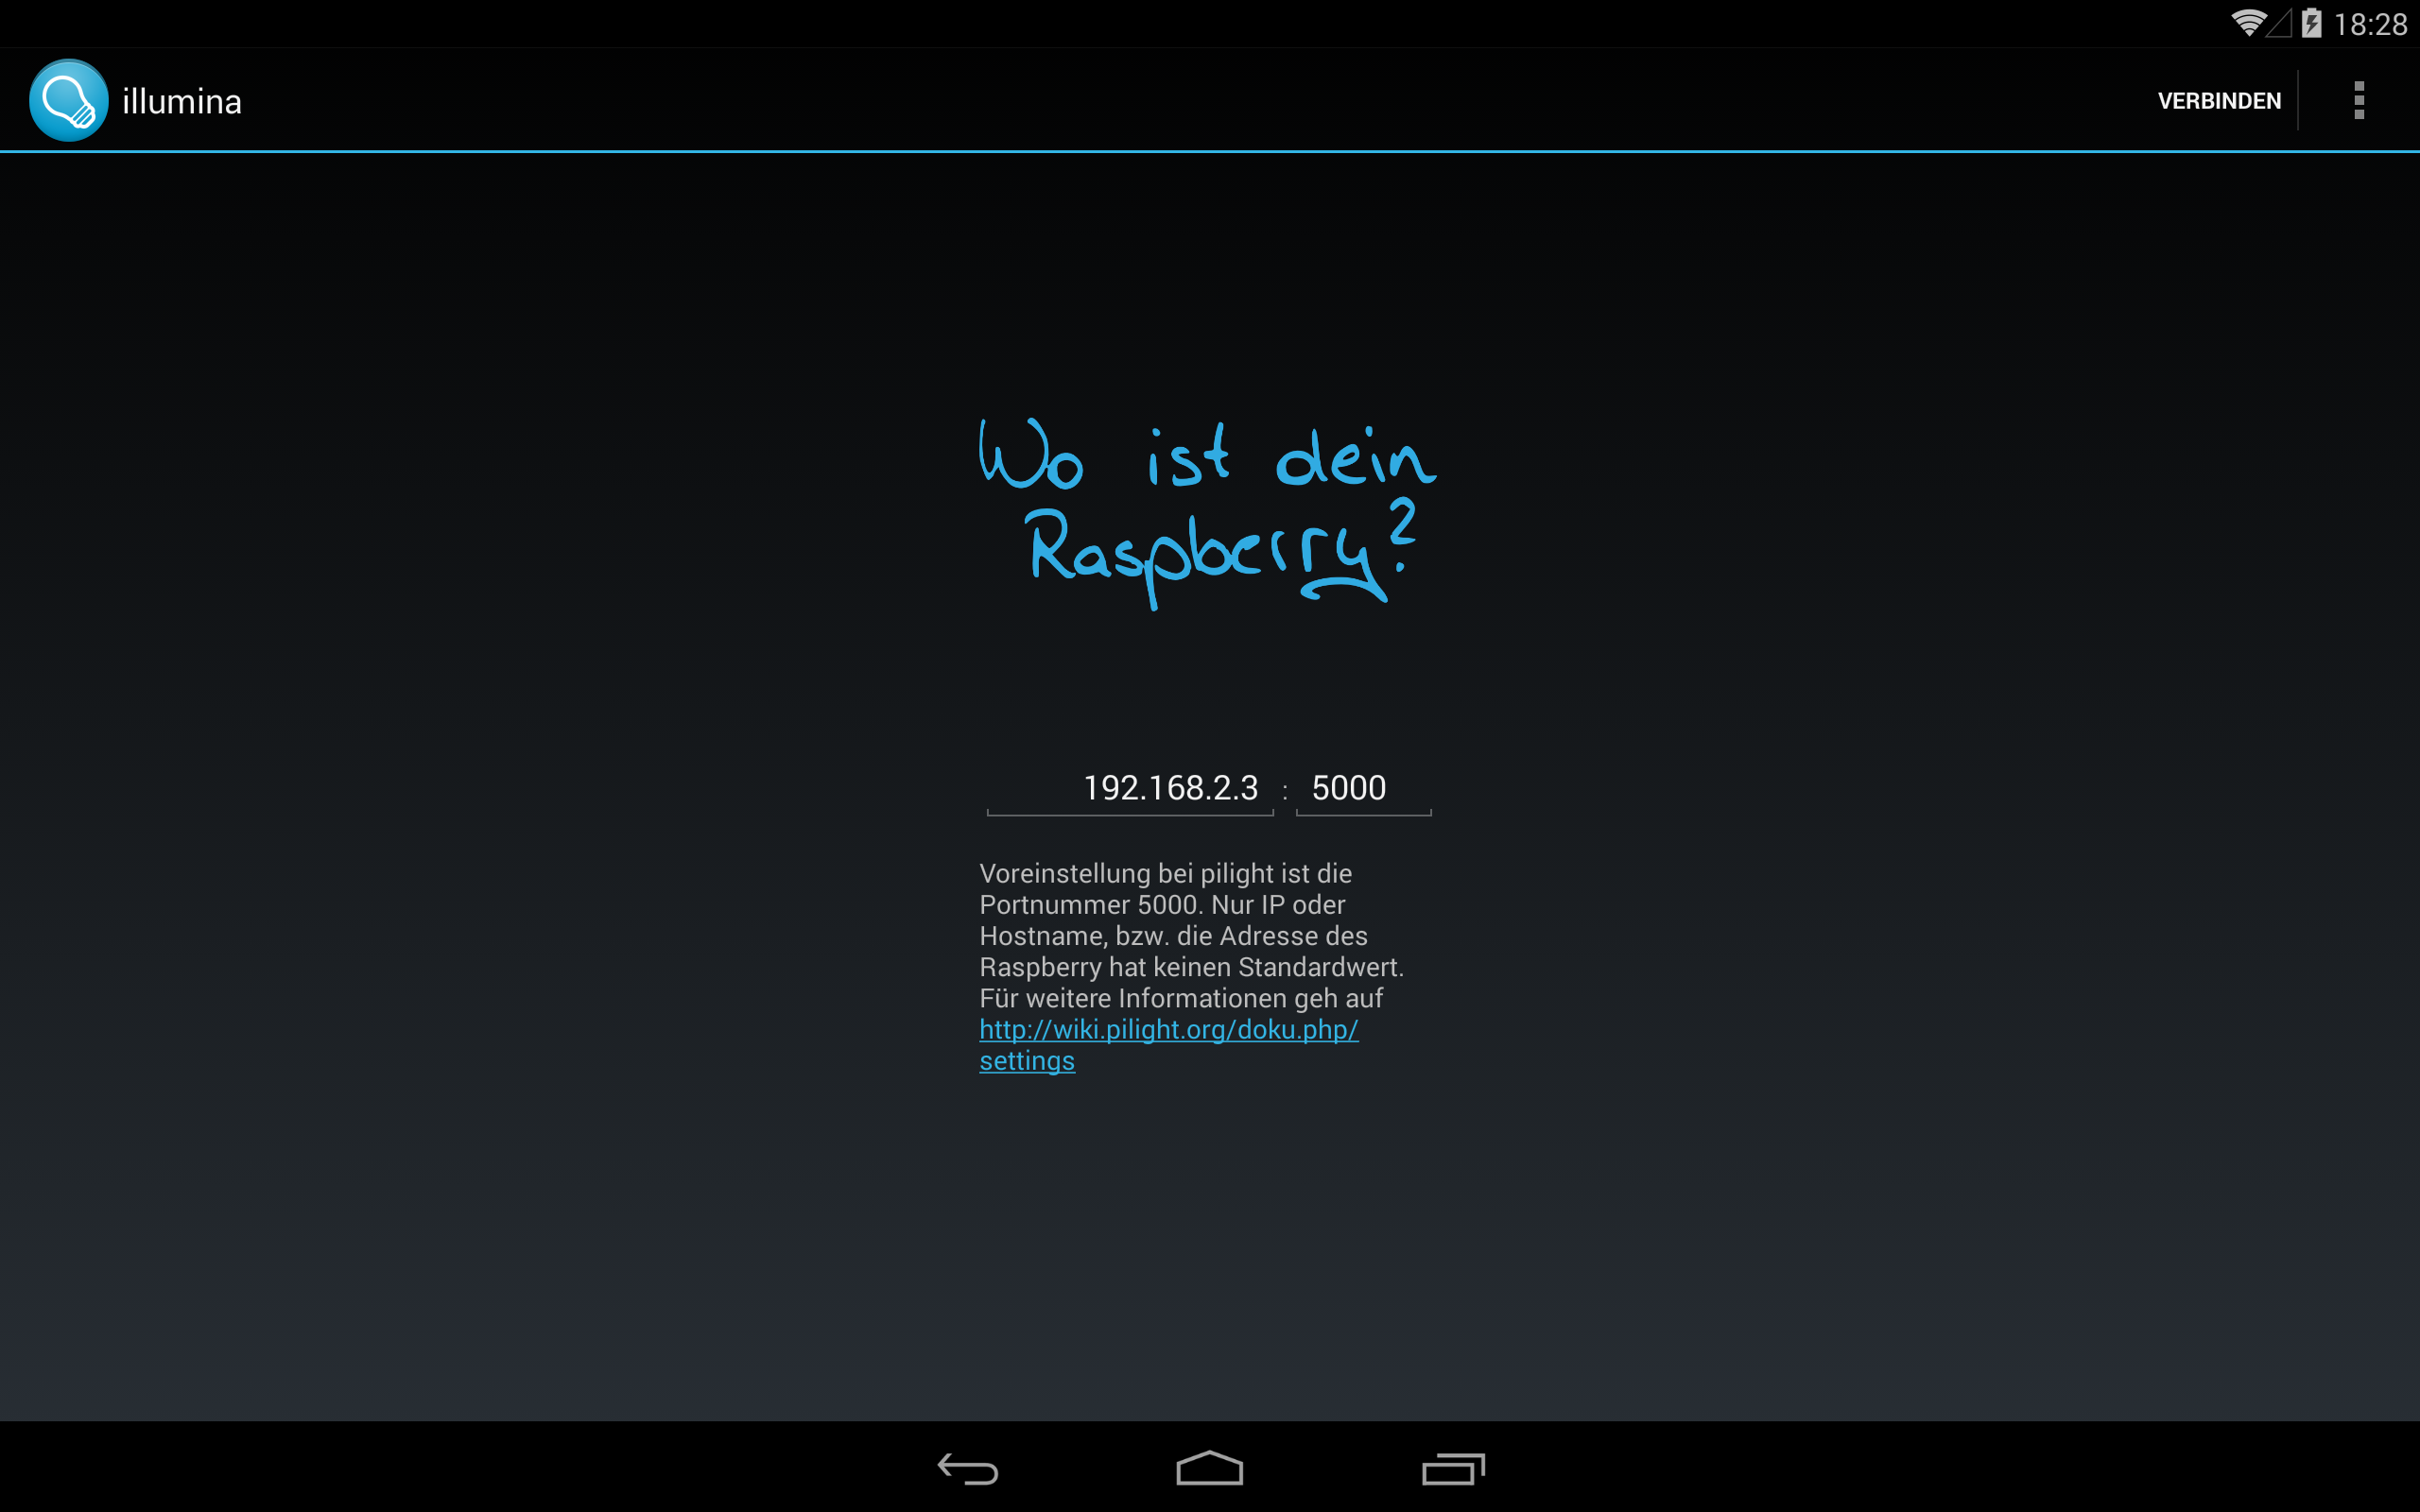 18:28
illumina
VERBINDEN
Wo ist dein
Raspberry?
192.168.2.3 : 5000
Voreinstellung bei pilight ist die
Portnummer 5000. Nur IP oder
Hostname, bzw. die Adresse des
Raspberry hat keinen Standardwert.
Für weitere Informationen geh auf
http://wiki.pilight.org/doku.php/
settings